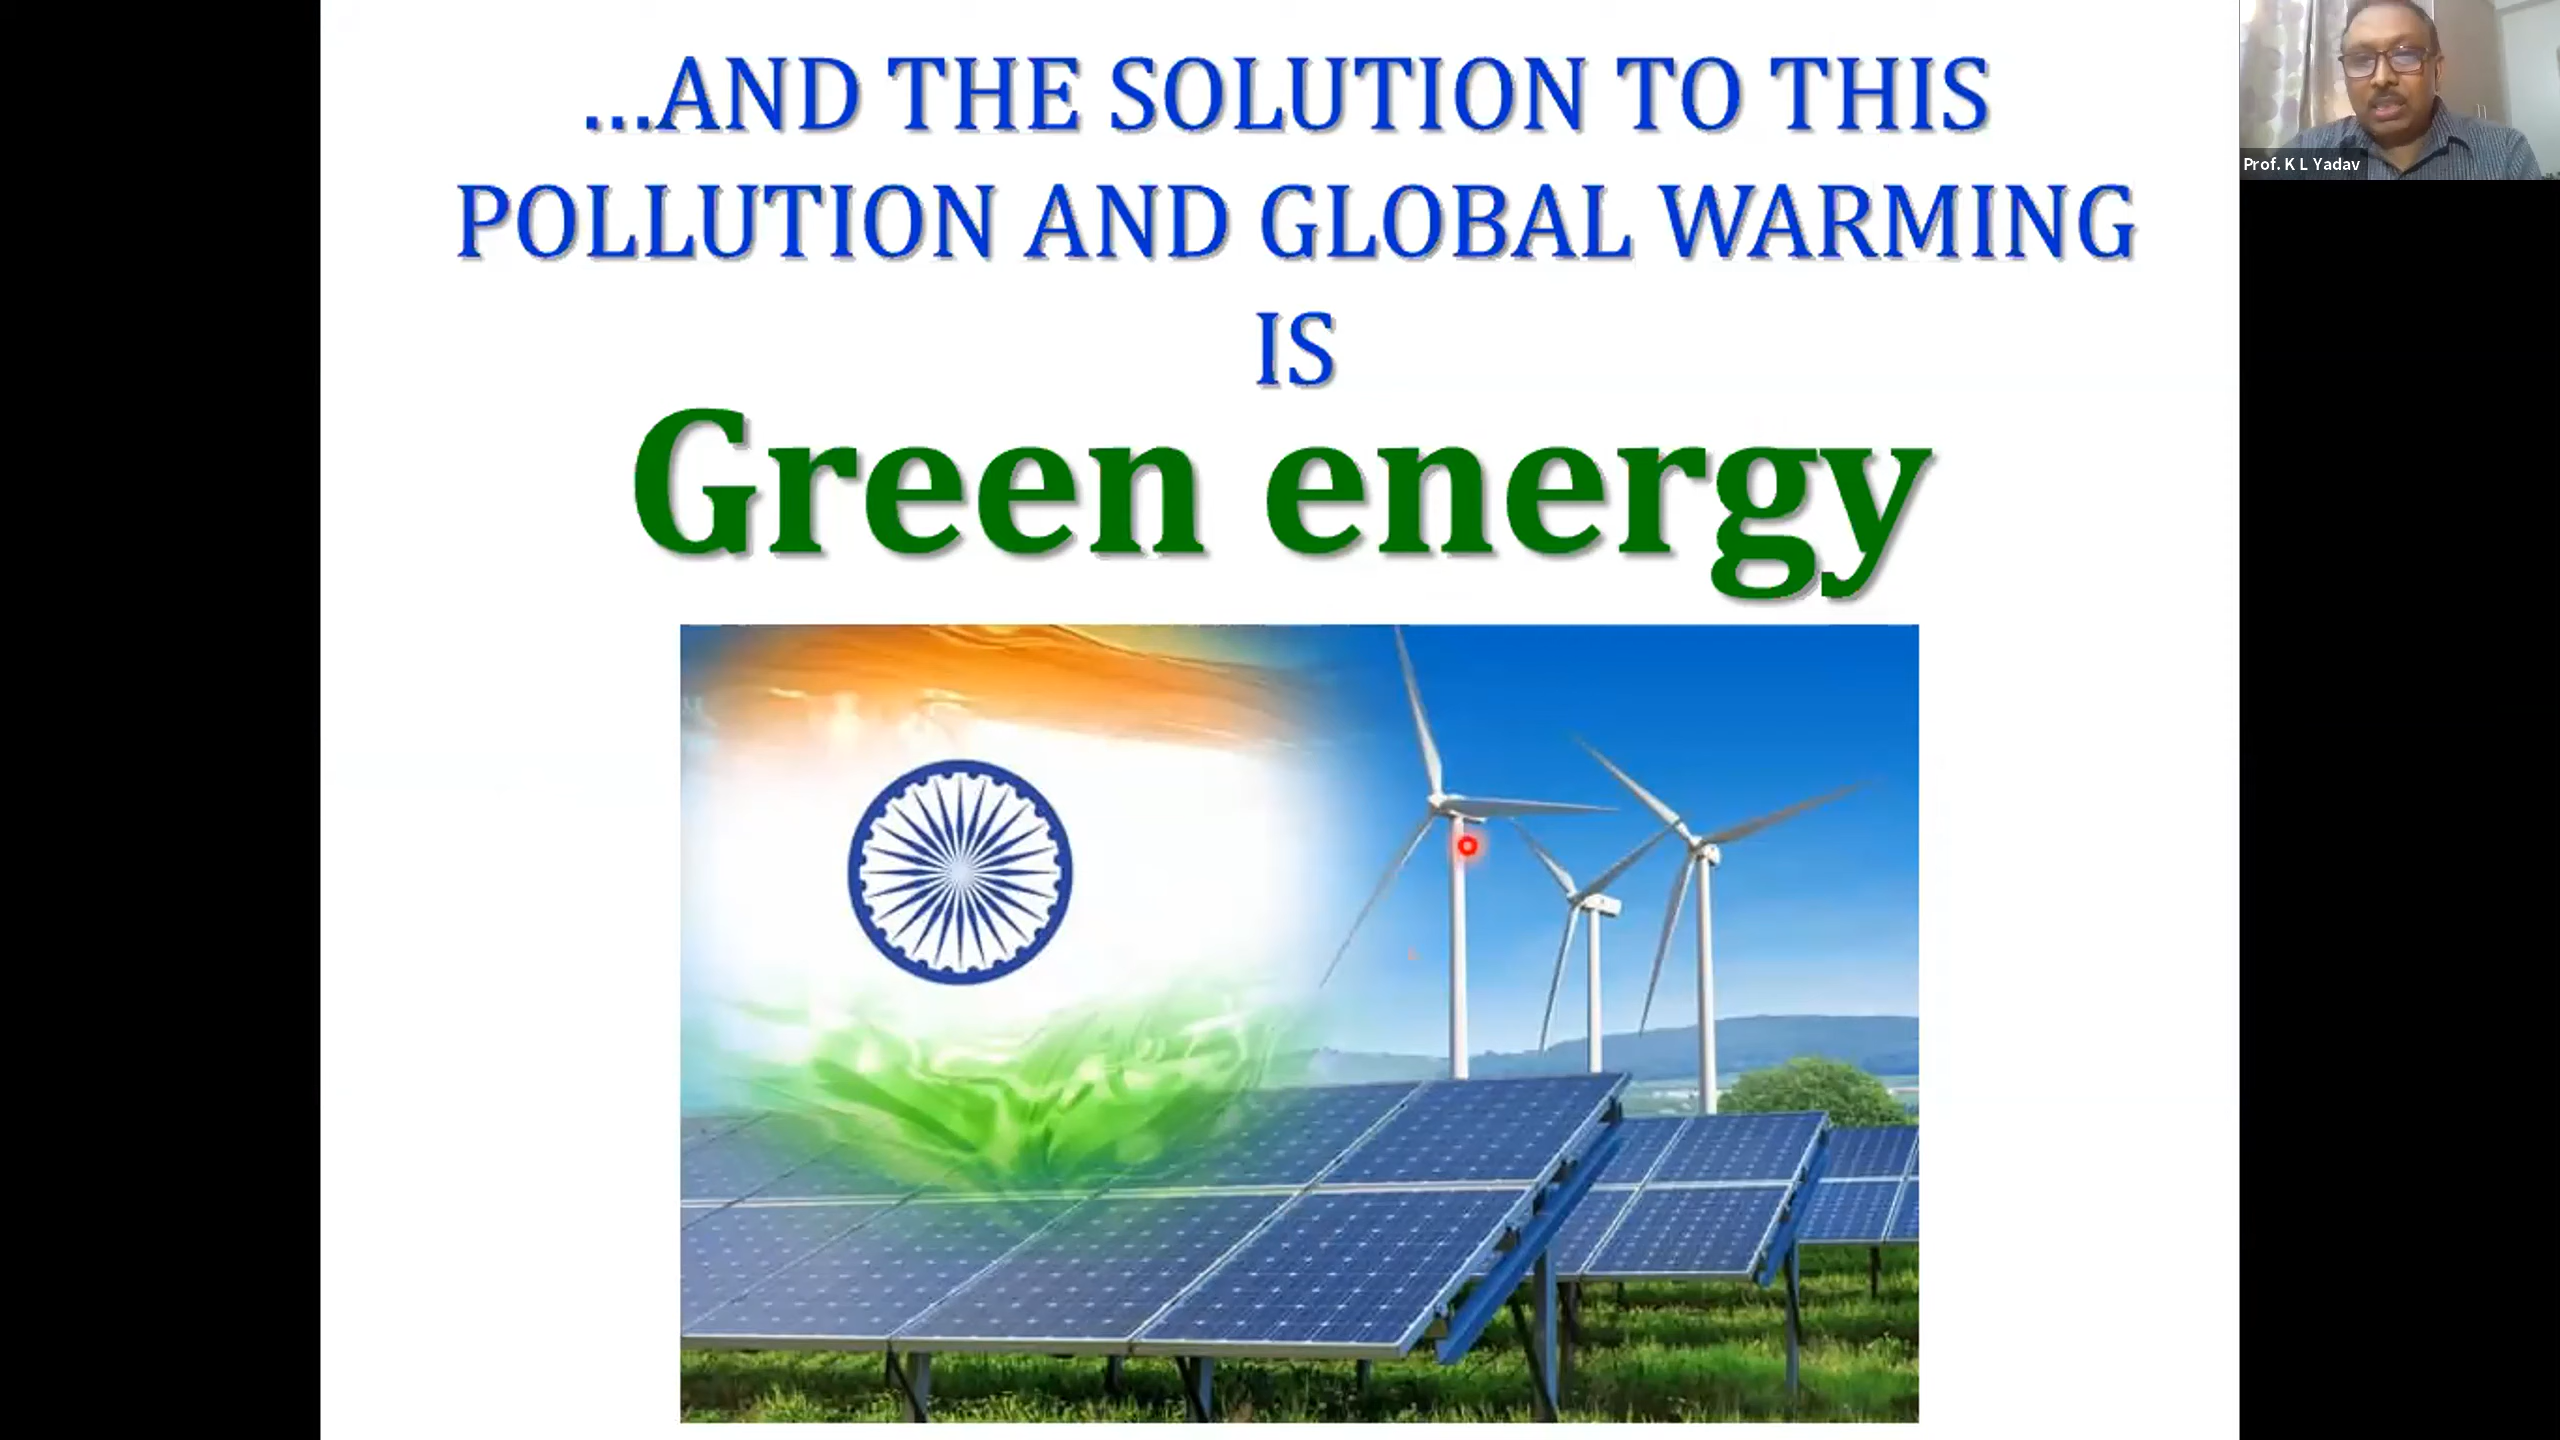 ...AND THE SOLUTION TO THIS
POLLUTION AND GLOBAL WARMING
IS
Green energy
Prof. K L Yadav